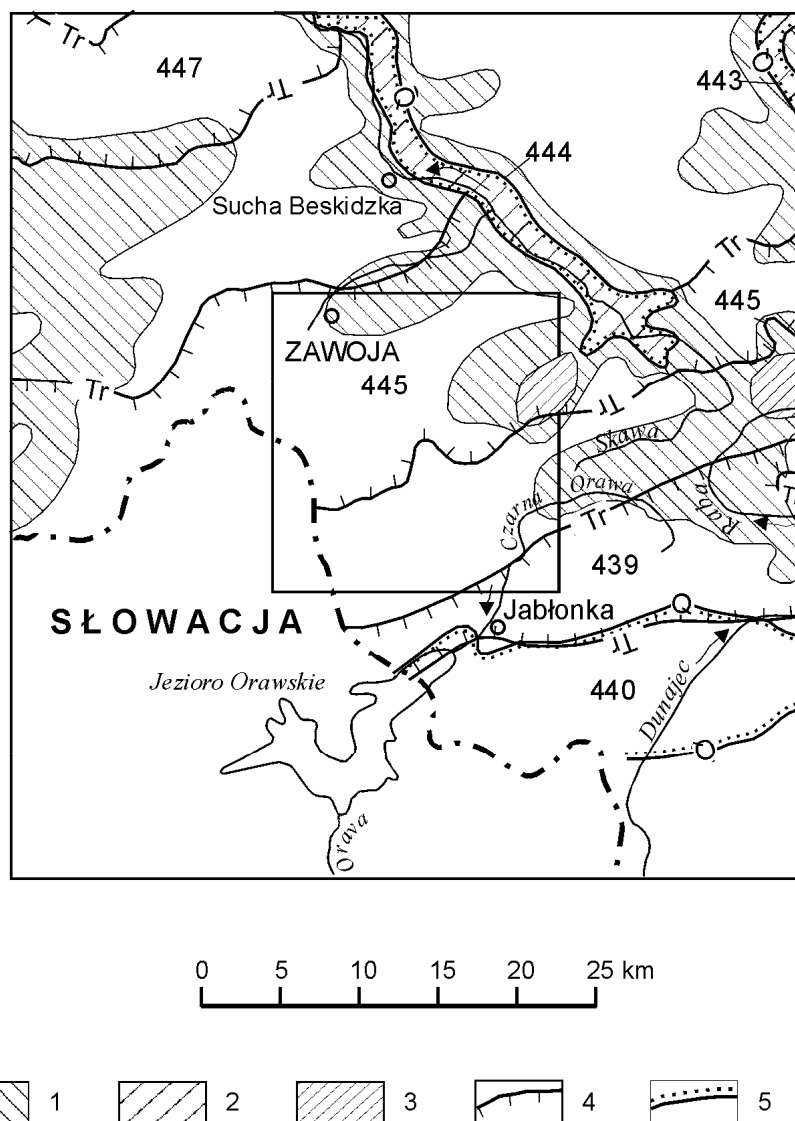 Tr
447
Tr
Q
Q
443
444
Sucha Beskidzka
Tr
445
ZAWOJA
445
Tr
Tr
Skawa
Orawa
Czarna
Tr
Raba
T
439
SŁOWACJA
Jabłonka
Q
Tr
Jezioro Orawskie
440
Dunajec
Q
Orava
0 5 10 15 20 25 km
1 2 3 4 5